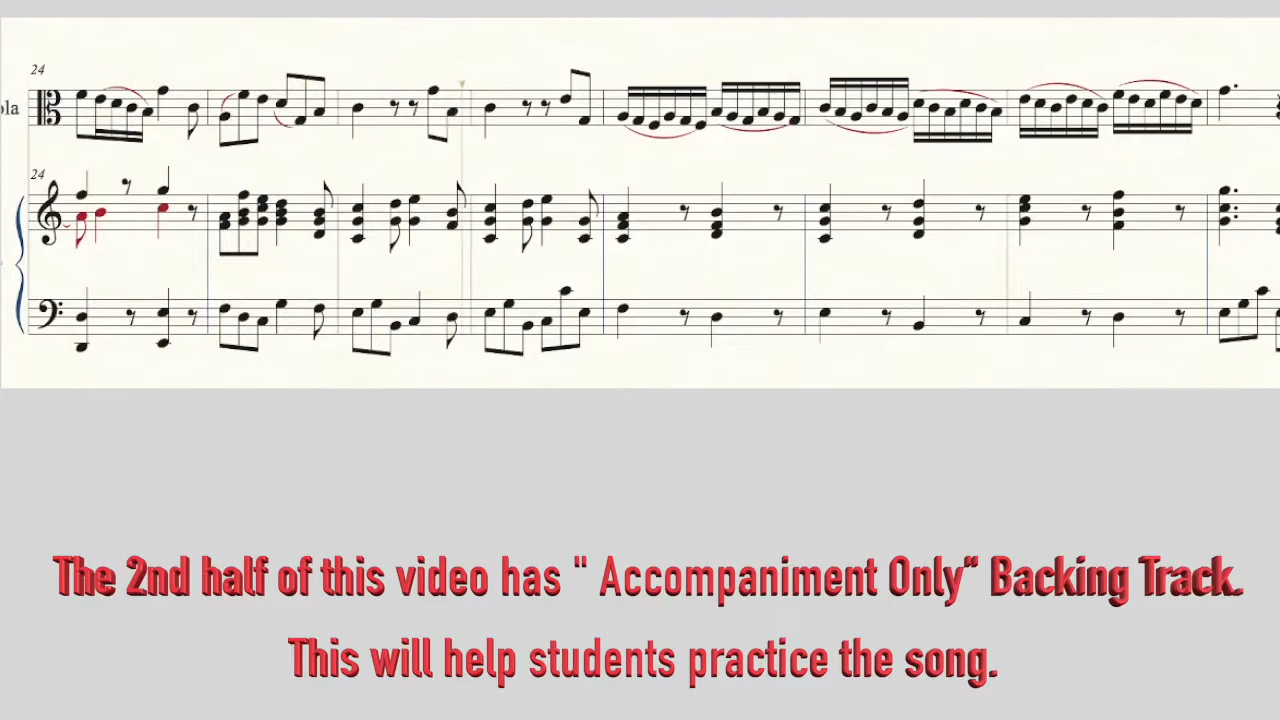 24
ola
24
The 2nd half of this video has " Accompaniment Only" Backing Track.
This will help students practice the song.